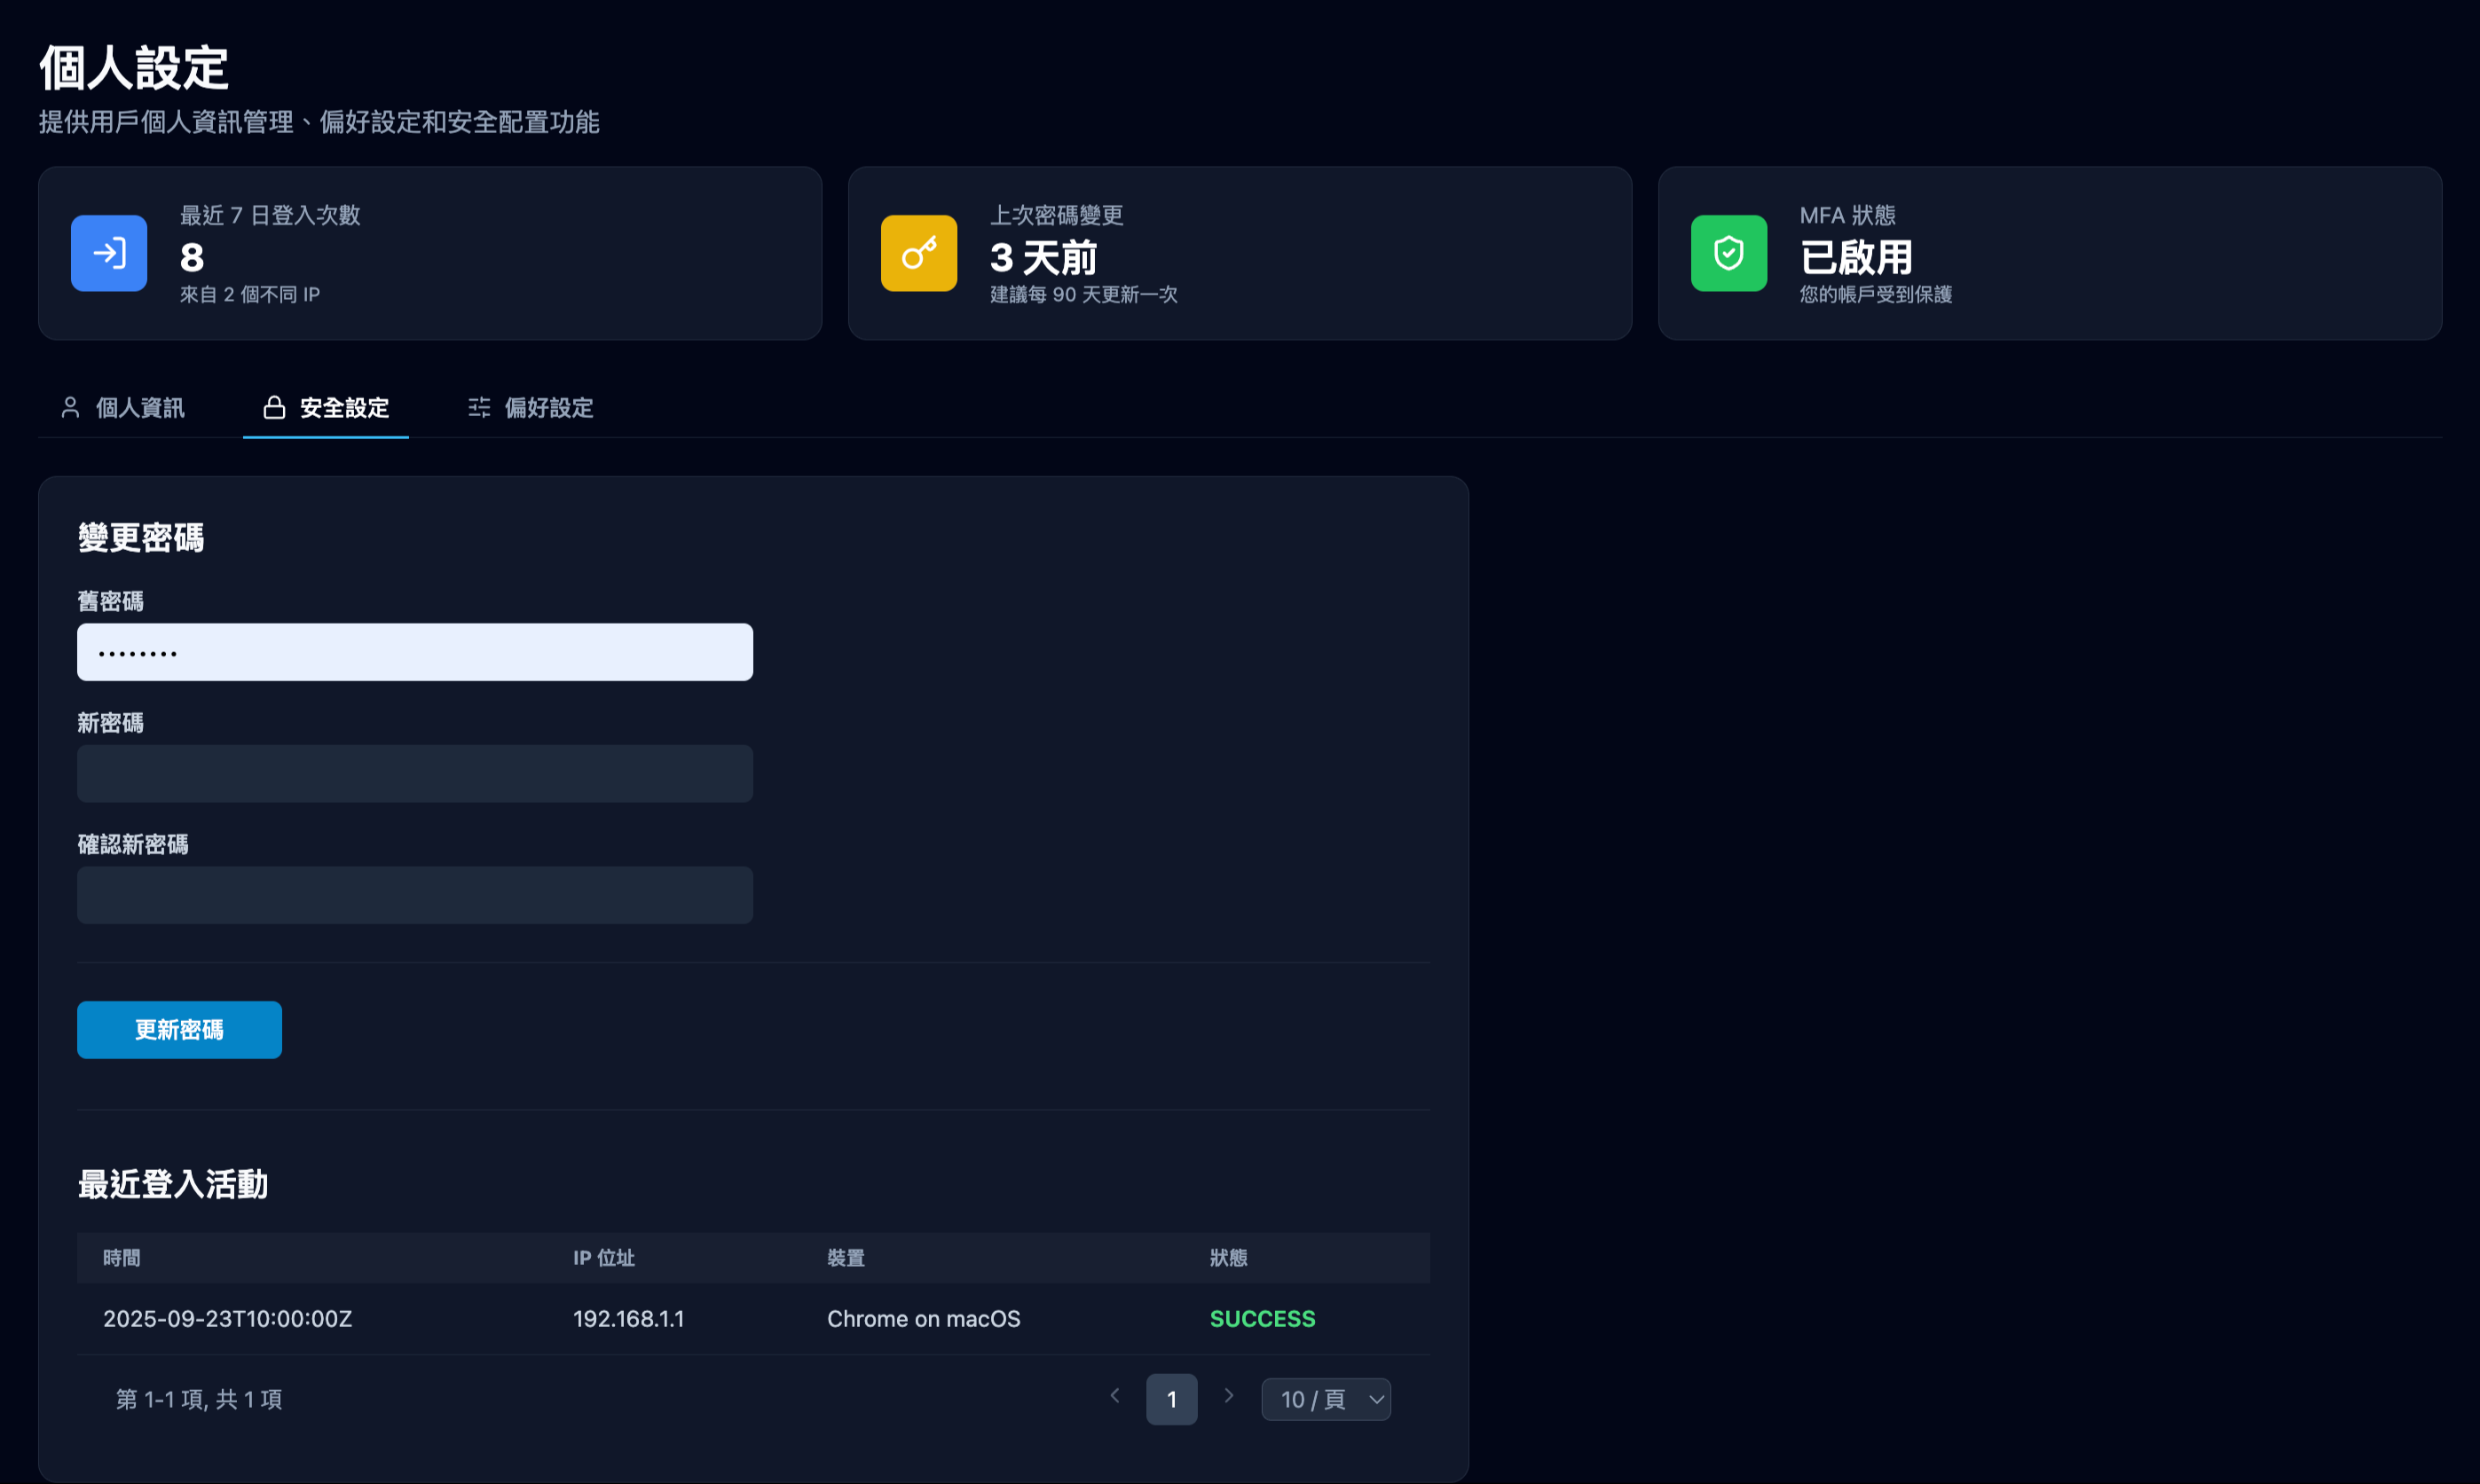 個人設定
提供用戶個人資訊管理、偏好設定和安全配置功能
最近 7 日登入次數
8
來自 2 個不同 IP
上次密碼變更
3 天前
建議每 90 天更新一次
MFA 狀態
已啟用
您的帳戶受到保護
個人資訊
安全設定
偏好設定
變更密碼
舊密碼
••••••••
新密碼
確認新密碼
更新密碼
最近登入活動
時間 IP 位址 裝置 狀態
2025-09-23T10:00:00Z 192.168.1.1 Chrome on macOS SUCCESS
第 1-1 項, 共 1 項
1
10 / 頁